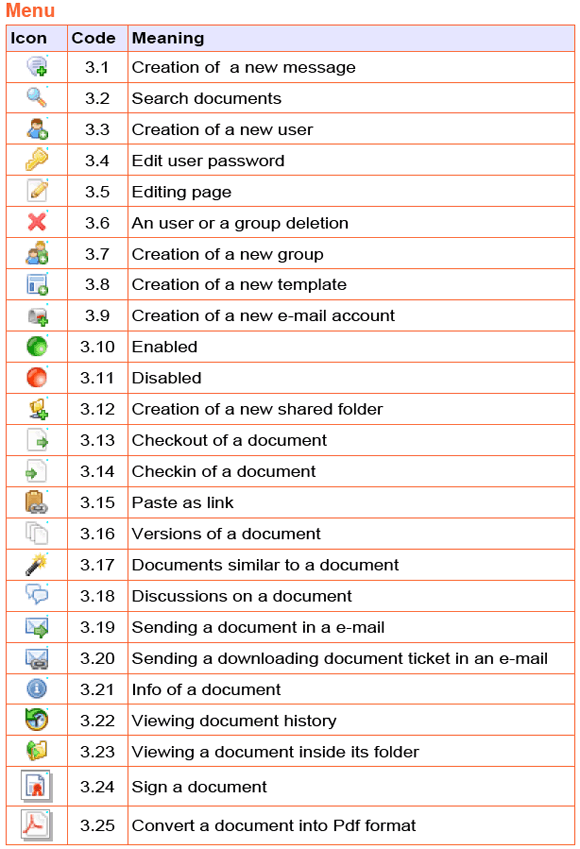 Menu
Icon Code Meaning
3.1 Creation of  a new message
3.2 Search documents
3.3 Creation of a new user
3.4 Edit user password
3.5 Editing page
3.6 An user or a group deletion
3.7 Creation of a new group
3.8 Creation of a new template
3.9 Creation of a new e-mail account
3.10 Enabled
3.11 Disabled
3.12 Creation of a new shared folder
3.13 Checkout of a document
3.14 Checkin of a document
3.15 Paste as link
3.16 Versions of a document
3.17 Documents similar to a document
3.18 Discussions on a document
3.19 Sending a document in a e-mail
3.20 Sending a downloading document ticket in an e-mail
3.21 Info of a document
3.22 Viewing document history
3.23 Viewing a document inside its folder
3.24 Sign a document
3.25 Convert a document into Pdf format